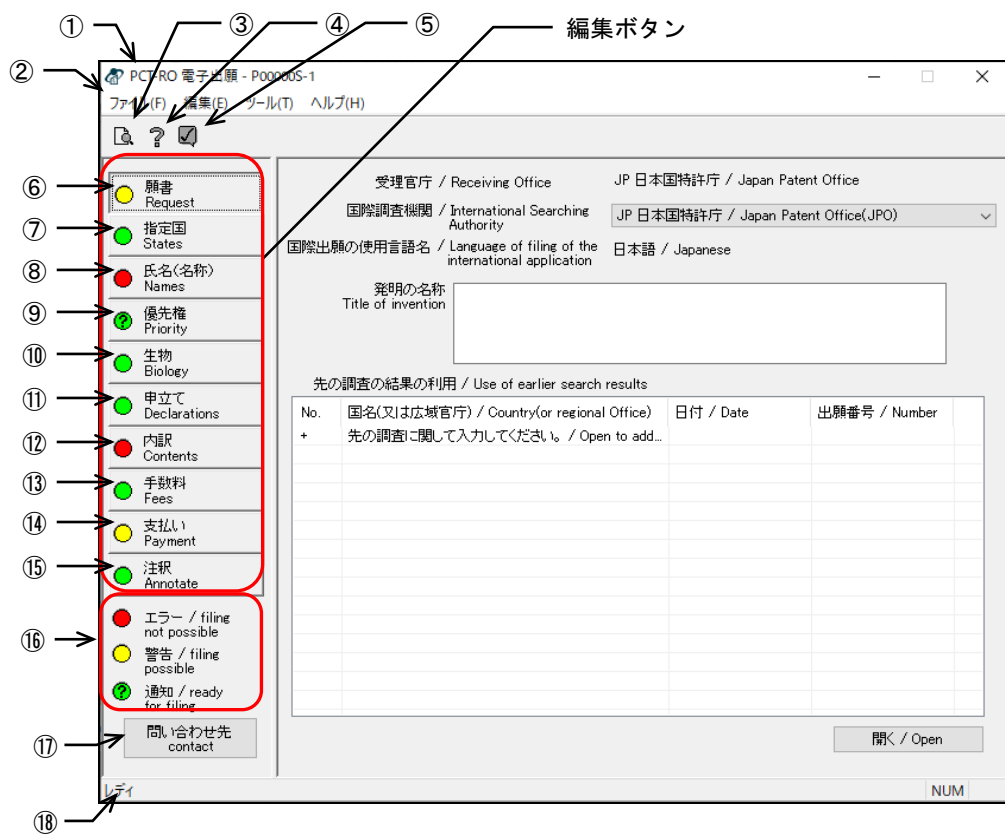 ① ③ ④ ⑤ 編集ボタン
②
PCT-RO 電子出願 - P00000S-1
ファイル(F) 編集(E) ツール(T) ヘルプ(H)
⑥ 願書
Request
⑦ 指定国
States
⑧ 氏名(名称)
Names
⑨ 優先権
Priority
⑩ 生物
Biology
⑪ 申立て
Declarations
⑫ 内訳
Contents
⑬ 手数料
Fees
⑭ 支払い
Payment
⑮ 注釈
Annotate
⑯ エラー / filing
not possible
警告 / filing
possible
通知 / ready
for filing
⑰ 問い合わせ先
contact
受理官庁 / Receiving Office JP 日本国特許庁 / Japan Patent Office
国際調査機関 / International Searching
Authority
JP 日本国特許庁 / Japan Patent Office(JPO)
国際出願の使用言語名 / Language of filing of the
international application
日本語 / Japanese
発明の名称
Title of invention
先の調査の結果の利用 / Use of earlier search results
No. 国名(又は広域官庁) / Country(or regional Office) 日付 / Date 出願番号 / Number
+ 先の調査に関して入力してください。 / Open to add...
開く / Open
レディ NUM
⑱